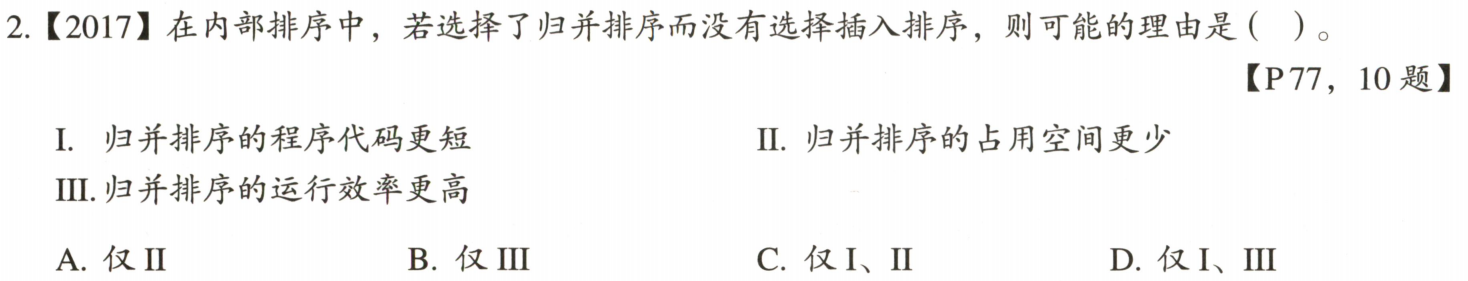 2.【2017】在内部排序中，若选择了归并排序而没有选择插入排序，则可能的理由是（ ）。
【P77，10 题】
I. 归并排序的程序代码更短 II. 归并排序的占用空间更少
III. 归并排序的运行效率更高
A. 仅 II B. 仅 III C. 仅 I、II D. 仅 I、III